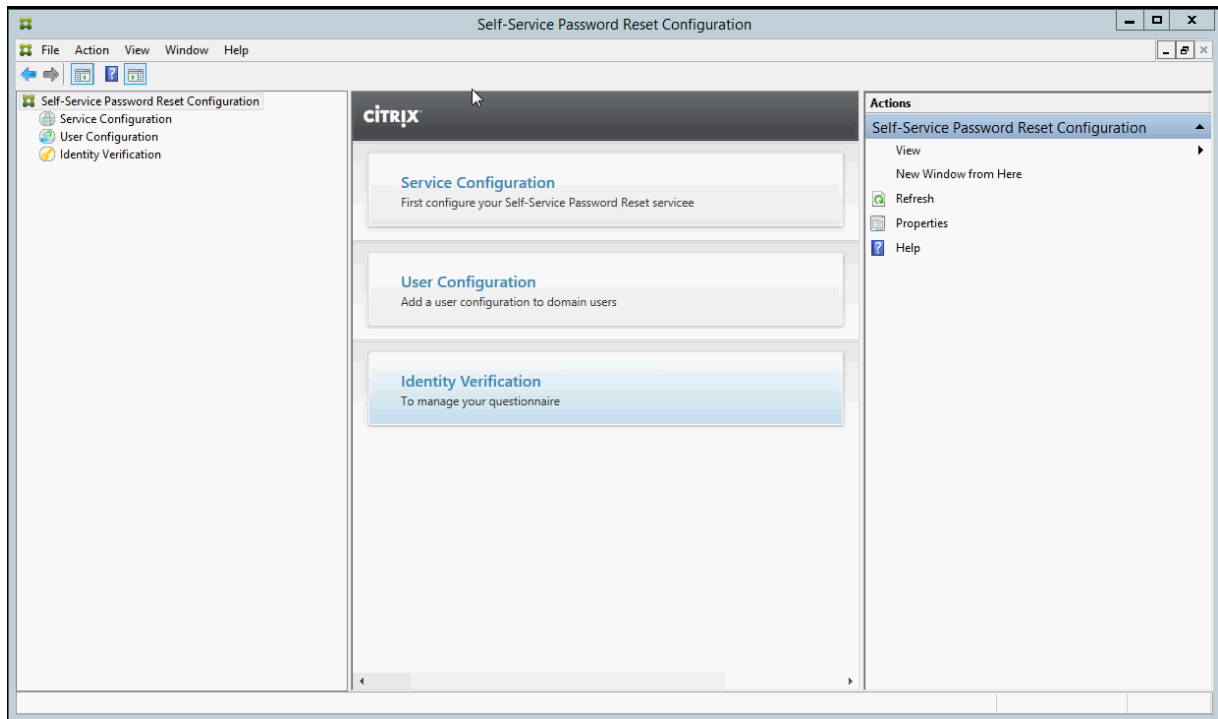 Self-Service Password Reset Configuration
File Action View Window Help
Self-Service Password Reset Configuration
Service Configuration
User Configuration
Identity Verification
CITRIX
Service Configuration
First configure your Self-Service Password Reset servicee
User Configuration
Add a user configuration to domain users
Identity Verification
To manage your questionnaire
Actions
Self-Service Password Reset Configuration
View
New Window from Here
Refresh
Properties
Help